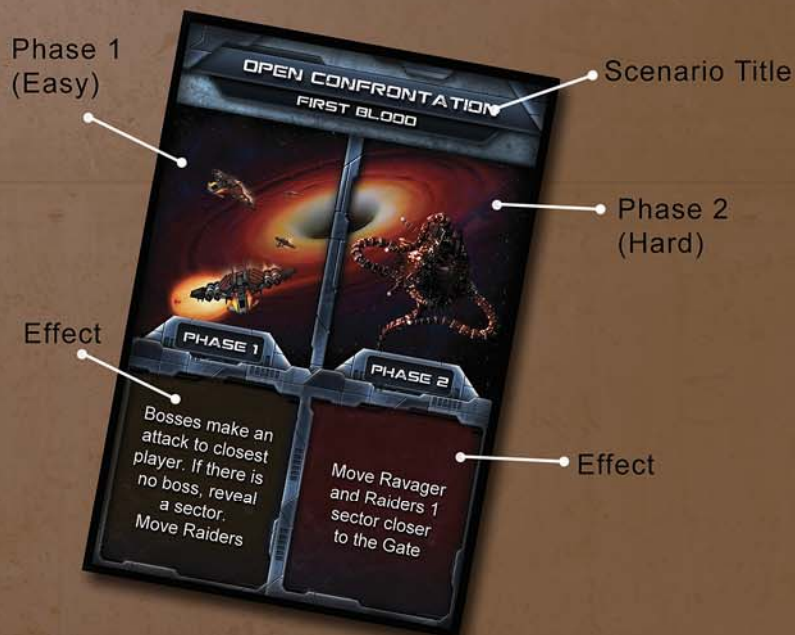 Phase 1
(Easy)
OPEN CONFRONTATION
FIRST BLOOD
Scenario Title
Phase 2
(Hard)
Effect
PHASE 1
PHASE 2
Bosses make an
attack to closest
player. If there is
no boss, reveal
a sector.
Move Raiders
Move Ravager
and Raiders 1
sector closer
to the Gate
Effect